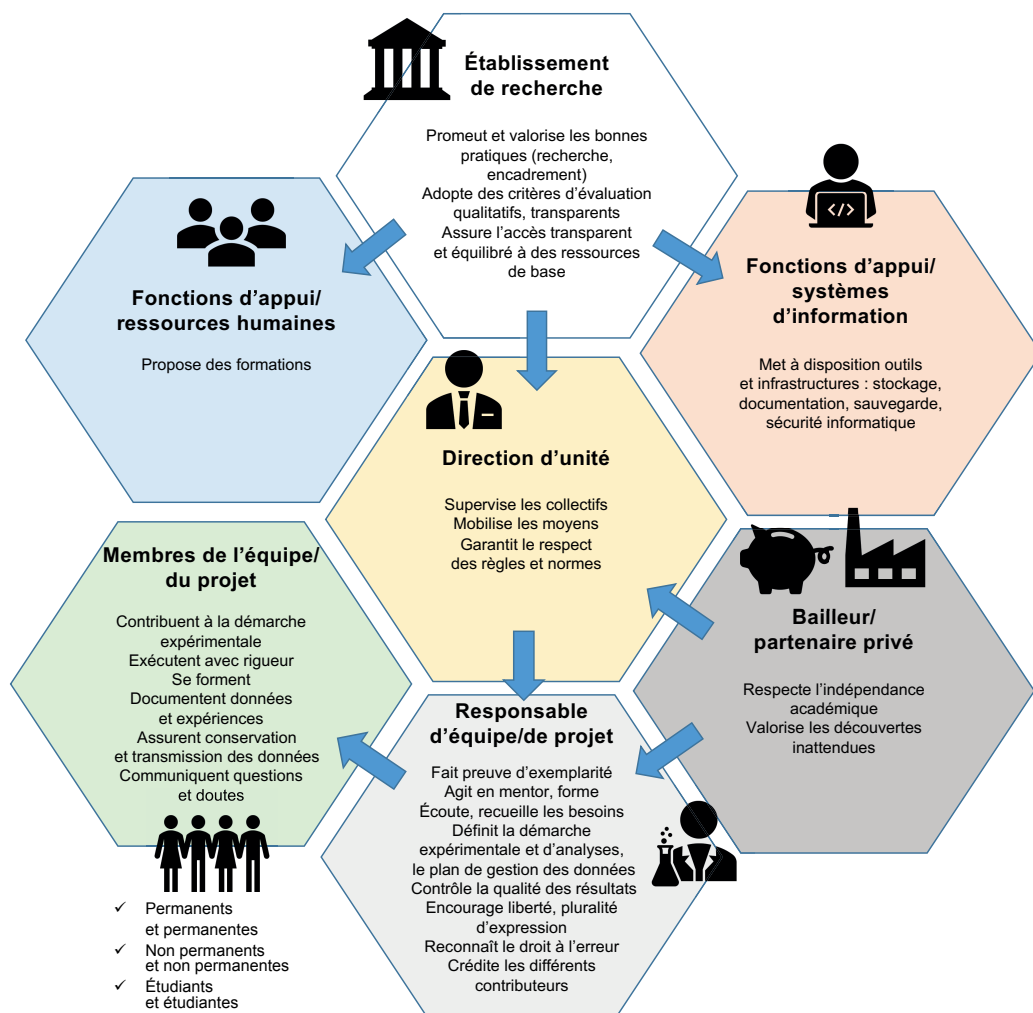 Établissement
de recherche
Promeut et valorise les bonnes
pratiques (recherche,
encadrement)
Adopte des critères d'évaluation
qualitatifs, transparents
Assure l'accès transparent
et équilibré à des ressources
de base
Fonctions d'appui/
ressources humaines
Propose des formations
</>
Fonctions d'appui/
systèmes
d'information
Met à disposition outils
et infrastructures : stockage,
documentation, sauvegarde,
sécurité informatique
Direction d'unité
Supervise les collectifs
Mobilise les moyens
Garantit le respect
des règles et normes
Membres de l'équipe/
du projet
Contribuent à la démarche
expérimentale
Exécutent avec rigueur
Se forment
Documentent données
et expériences
Assurent conservation
et transmission des données
Communiquent questions
et doutes
✓ Permanents
et permanentes
✓ Non permanents
et non permanentes
✓ Étudiants
et étudiantes
Bailleur/
partenaire privé
Respecte l'indépendance
académique
Valorise les découvertes
inattendues
Responsable
d'équipe/de projet
Fait preuve d'exemplarité
Agit en mentor, forme
Écoute, recueille les besoins
Définit la démarche
expérimentale et d'analyses,
le plan de gestion des données
Contrôle la qualité des résultats
Encourage liberté, pluralité
d'expression
Reconnaît le droit à l'erreur
Crédite les différents
contributeurs